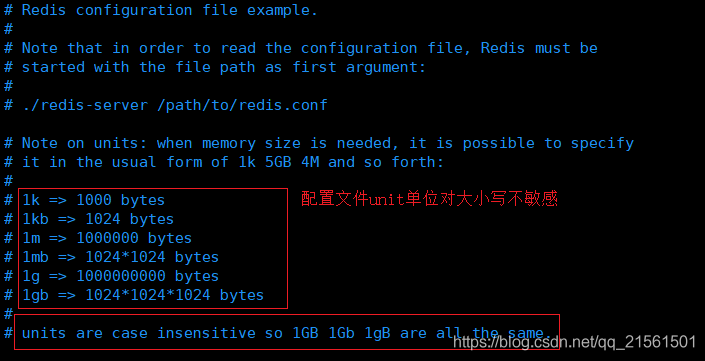 # Redis configuration file example.
#
# Note that in order to read the configuration file, Redis must be
# started with the file path as first argument:
#
# ./redis-server /path/to/redis.conf
# Note on units: when memory size is needed, it is possible to specify
# it in the usual form of 1k 5GB 4M and so forth:
#
# 1k => 1000 bytes
配置文件unit单位对大小写不敏感
# 1kb => 1024 bytes
# 1m => 1000000 bytes
# 1mb => 1024*1024 bytes
# 1g => 1000000000 bytes
# 1gb => 1024*1024*1024 bytes
#
# units are case insensitive so 1GB 1Gb 1gB are all the same.
https://blog.csdn.net/qq_21561501